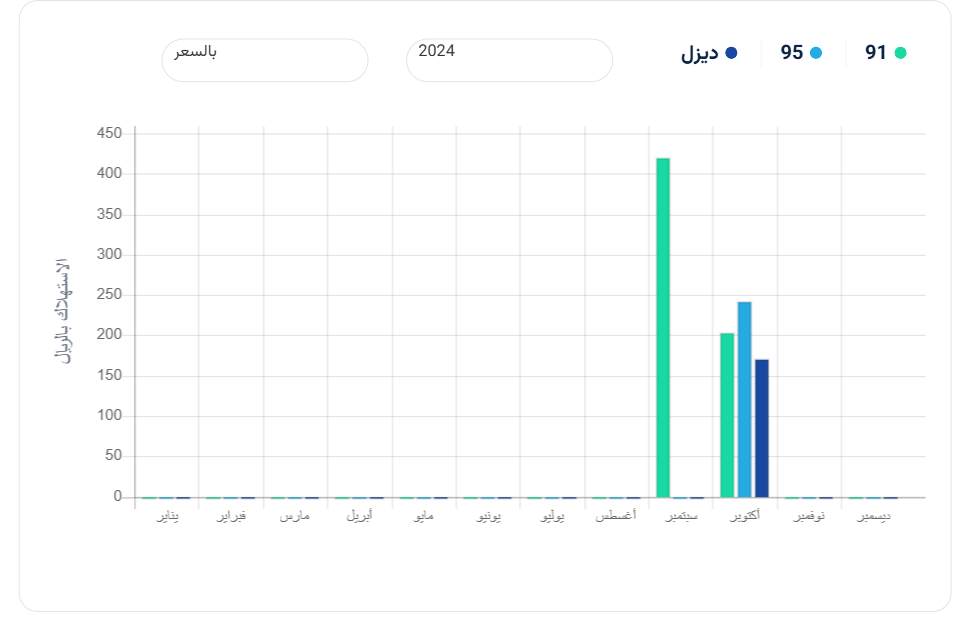 91
95
ديزل
2024
بالسعر
الاستهلاك بالريال
450
400
350
300
250
200
150
100
50
0
يناير
فبراير
مارس
أبريل
مايو
يونيو
يوليو
أغسطس
سبتمبر
أكتوبر
نوفمبر
ديسمبر